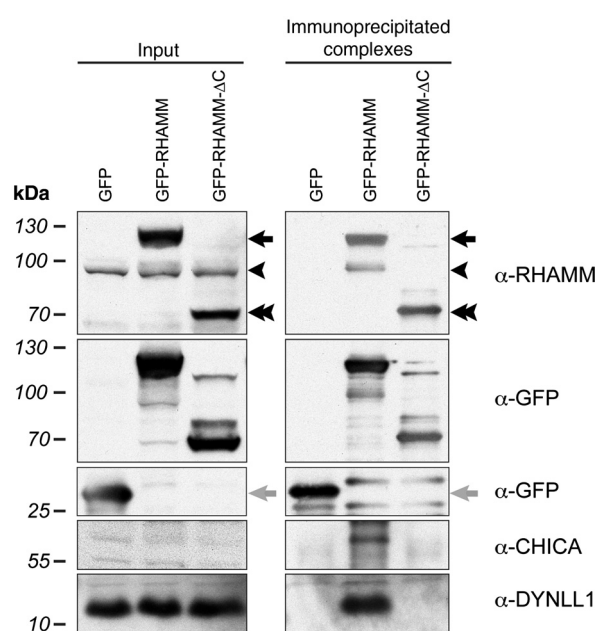 Input
Immunoprecipitated
complexes
GFP
GFP-RHAMM
GFP-RHAMM-ΔC
GFP
GFP-RHAMM
GFP-RHAMM-ΔC
kDa
130
100
70
α-RHAMM
130
100
70
α-GFP
25
α-GFP
55
α-CHICA
10
α-DYNLL1